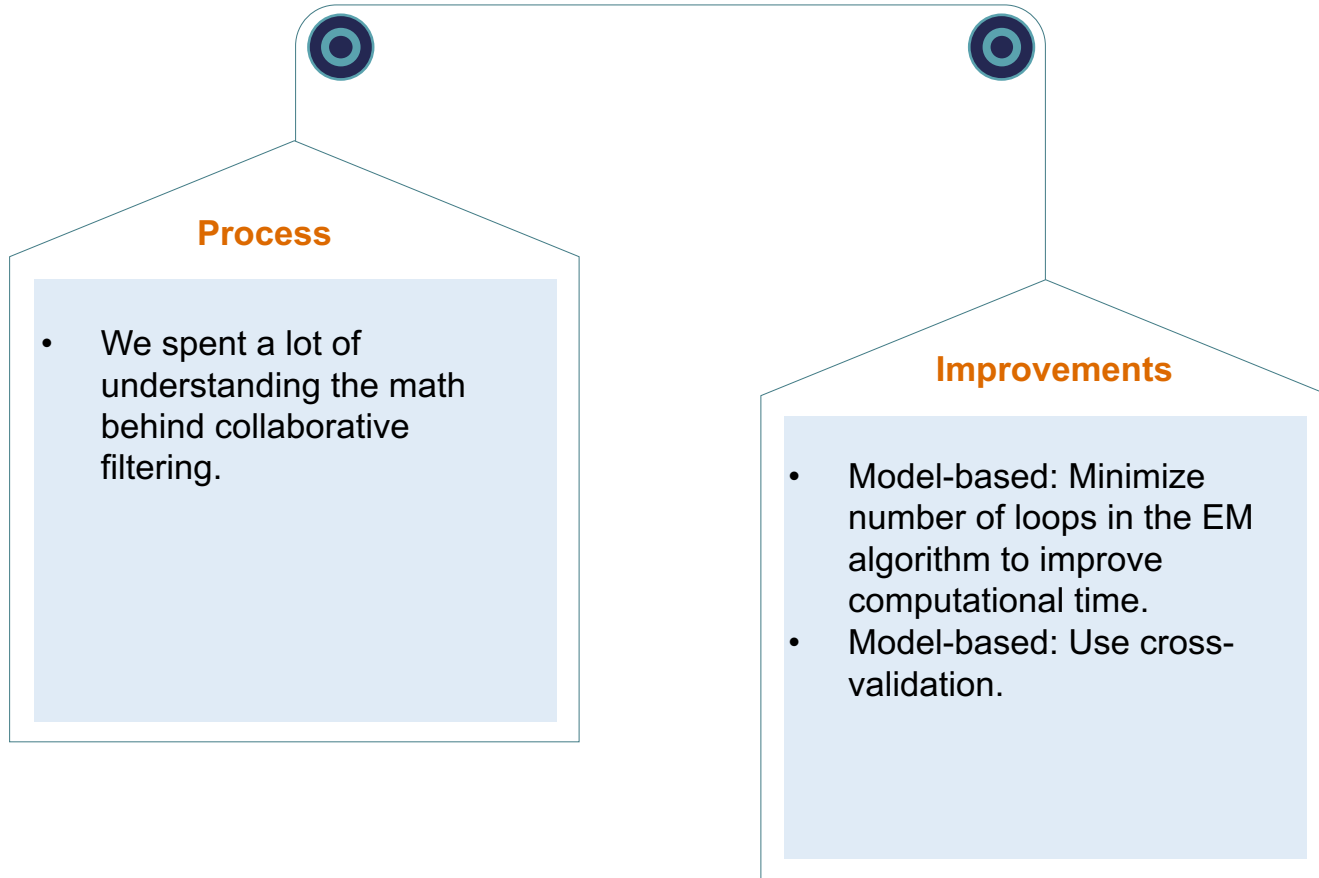 Process
• We spent a lot of
understanding the math
behind collaborative
filtering.
Improvements
• Model-based: Minimize
number of loops in the EM
algorithm to improve
computational time.
• Model-based: Use cross-
validation.